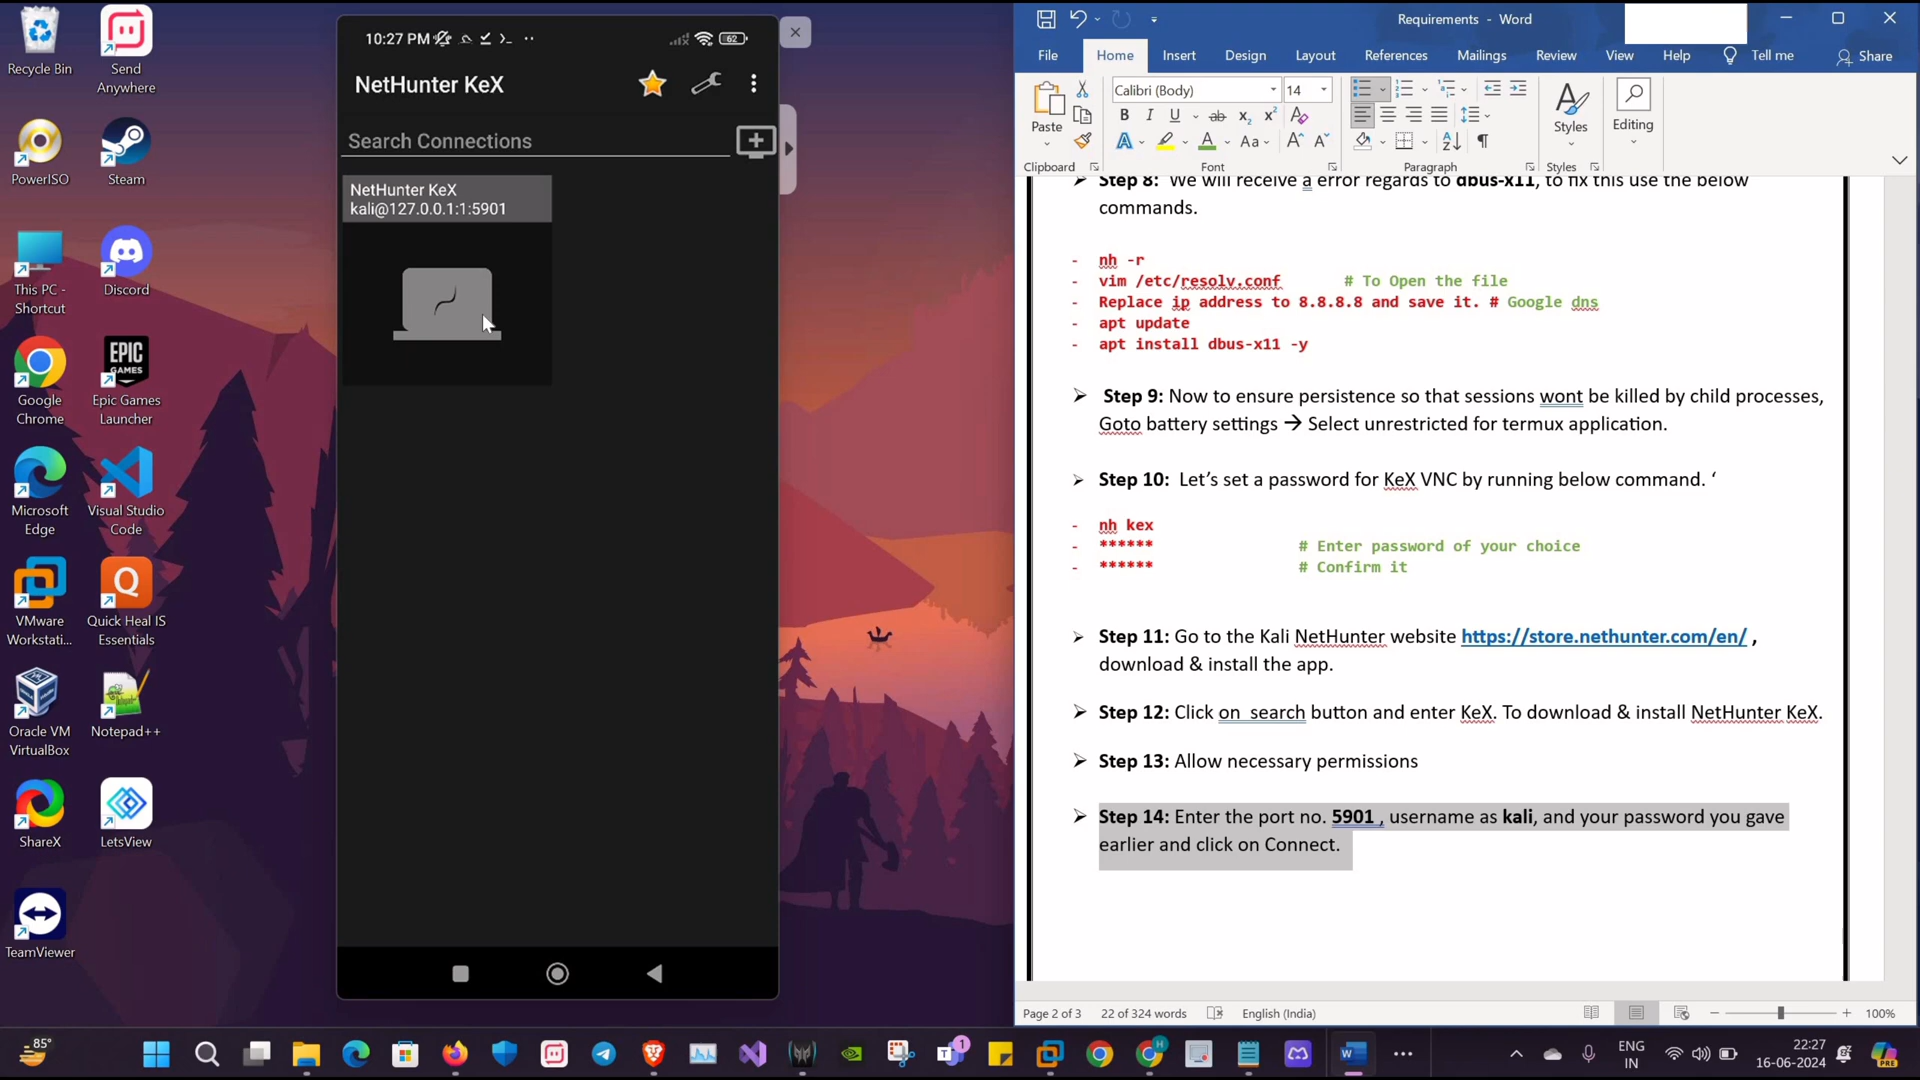 Recycle Bin
Send
Anywhere
PowerISO
Steam
This PC -
Shortcut
Discord
Google
Chrome
EPIC
GAMES
Epic Games
Launcher
Microsoft
Edge
Visual Studio
Code
VMware
Workstati...
Quick Heal IS
Essentials
Oracle VM
VirtualBox
Notepad++
ShareX
LetsView
TeamViewer
10:27 PM
62
NetHunter KeX
Search Connections
NetHunter KeX
kali@127.0.0.1:1:5901
Requirements - Word
File Home Insert Design Layout References Mailings Review View Help Tell me Share
Paste
Calibri (Body) 14
B I U ab x₂ x²
A A Aa A A
Styles
Editing
Clipboard Font Paragraph Styles
Step 8: We will receive a error regards to dbus-x11, to fix this use the below
commands.
- nh -r
- vim /etc/resolv.conf # To Open the file
- Replace ip address to 8.8.8.8 and save it. # Google dns
- apt update
- apt install dbus-x11 -y
Step 9: Now to ensure persistence so that sessions wont be killed by child processes,
Goto battery settings → Select unrestricted for termux application.
Step 10: Let’s set a password for KeX VNC by running below command. ‘
- nh kex
- ****** # Enter password of your choice
- ****** # Confirm it
Step 11: Go to the Kali NetHunter website https://store.nethunter.com/en/ ,
download & install the app.
Step 12: Click on search button and enter KeX. To download & install NetHunter KeX.
Step 13: Allow necessary permissions
Step 14: Enter the port no. 5901 , username as kali, and your password you gave
earlier and click on Connect.
Page 2 of 3 22 of 324 words English (India) 100%
85°
1
ENG
IN
22:27
16-06-2024
PRE